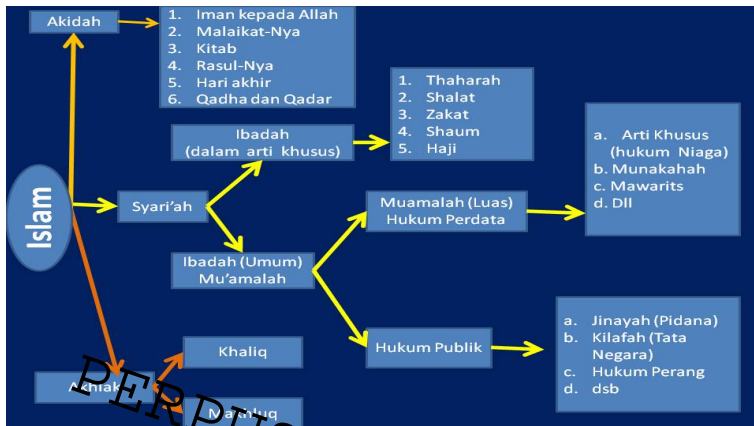 Akidah
1. Iman kepada Allah
2. Malaikat-Nya
3. Kitab
4. Rasul-Nya
5. Hari akhir
6. Qadha dan Qadar
Ibadah
(dalam arti khusus)
1. Thaharah
2. Shalat
3. Zakat
4. Shaum
5. Haji
Islam
Syari'ah
Muamalah (Luas)
Hukum Perdata
a. Arti Khusus
(hukum Niaga)
b. Munakahah
c. Mawarits
d. Dll
Ibadah (Umum)
Mu'amalah
Khaliq
Hukum Publik
a. Jinayah (Pidana)
b. Kilafah (Tata
Negara)
c. Hukum Perang
d. dsb
Akhlak
Makhluq